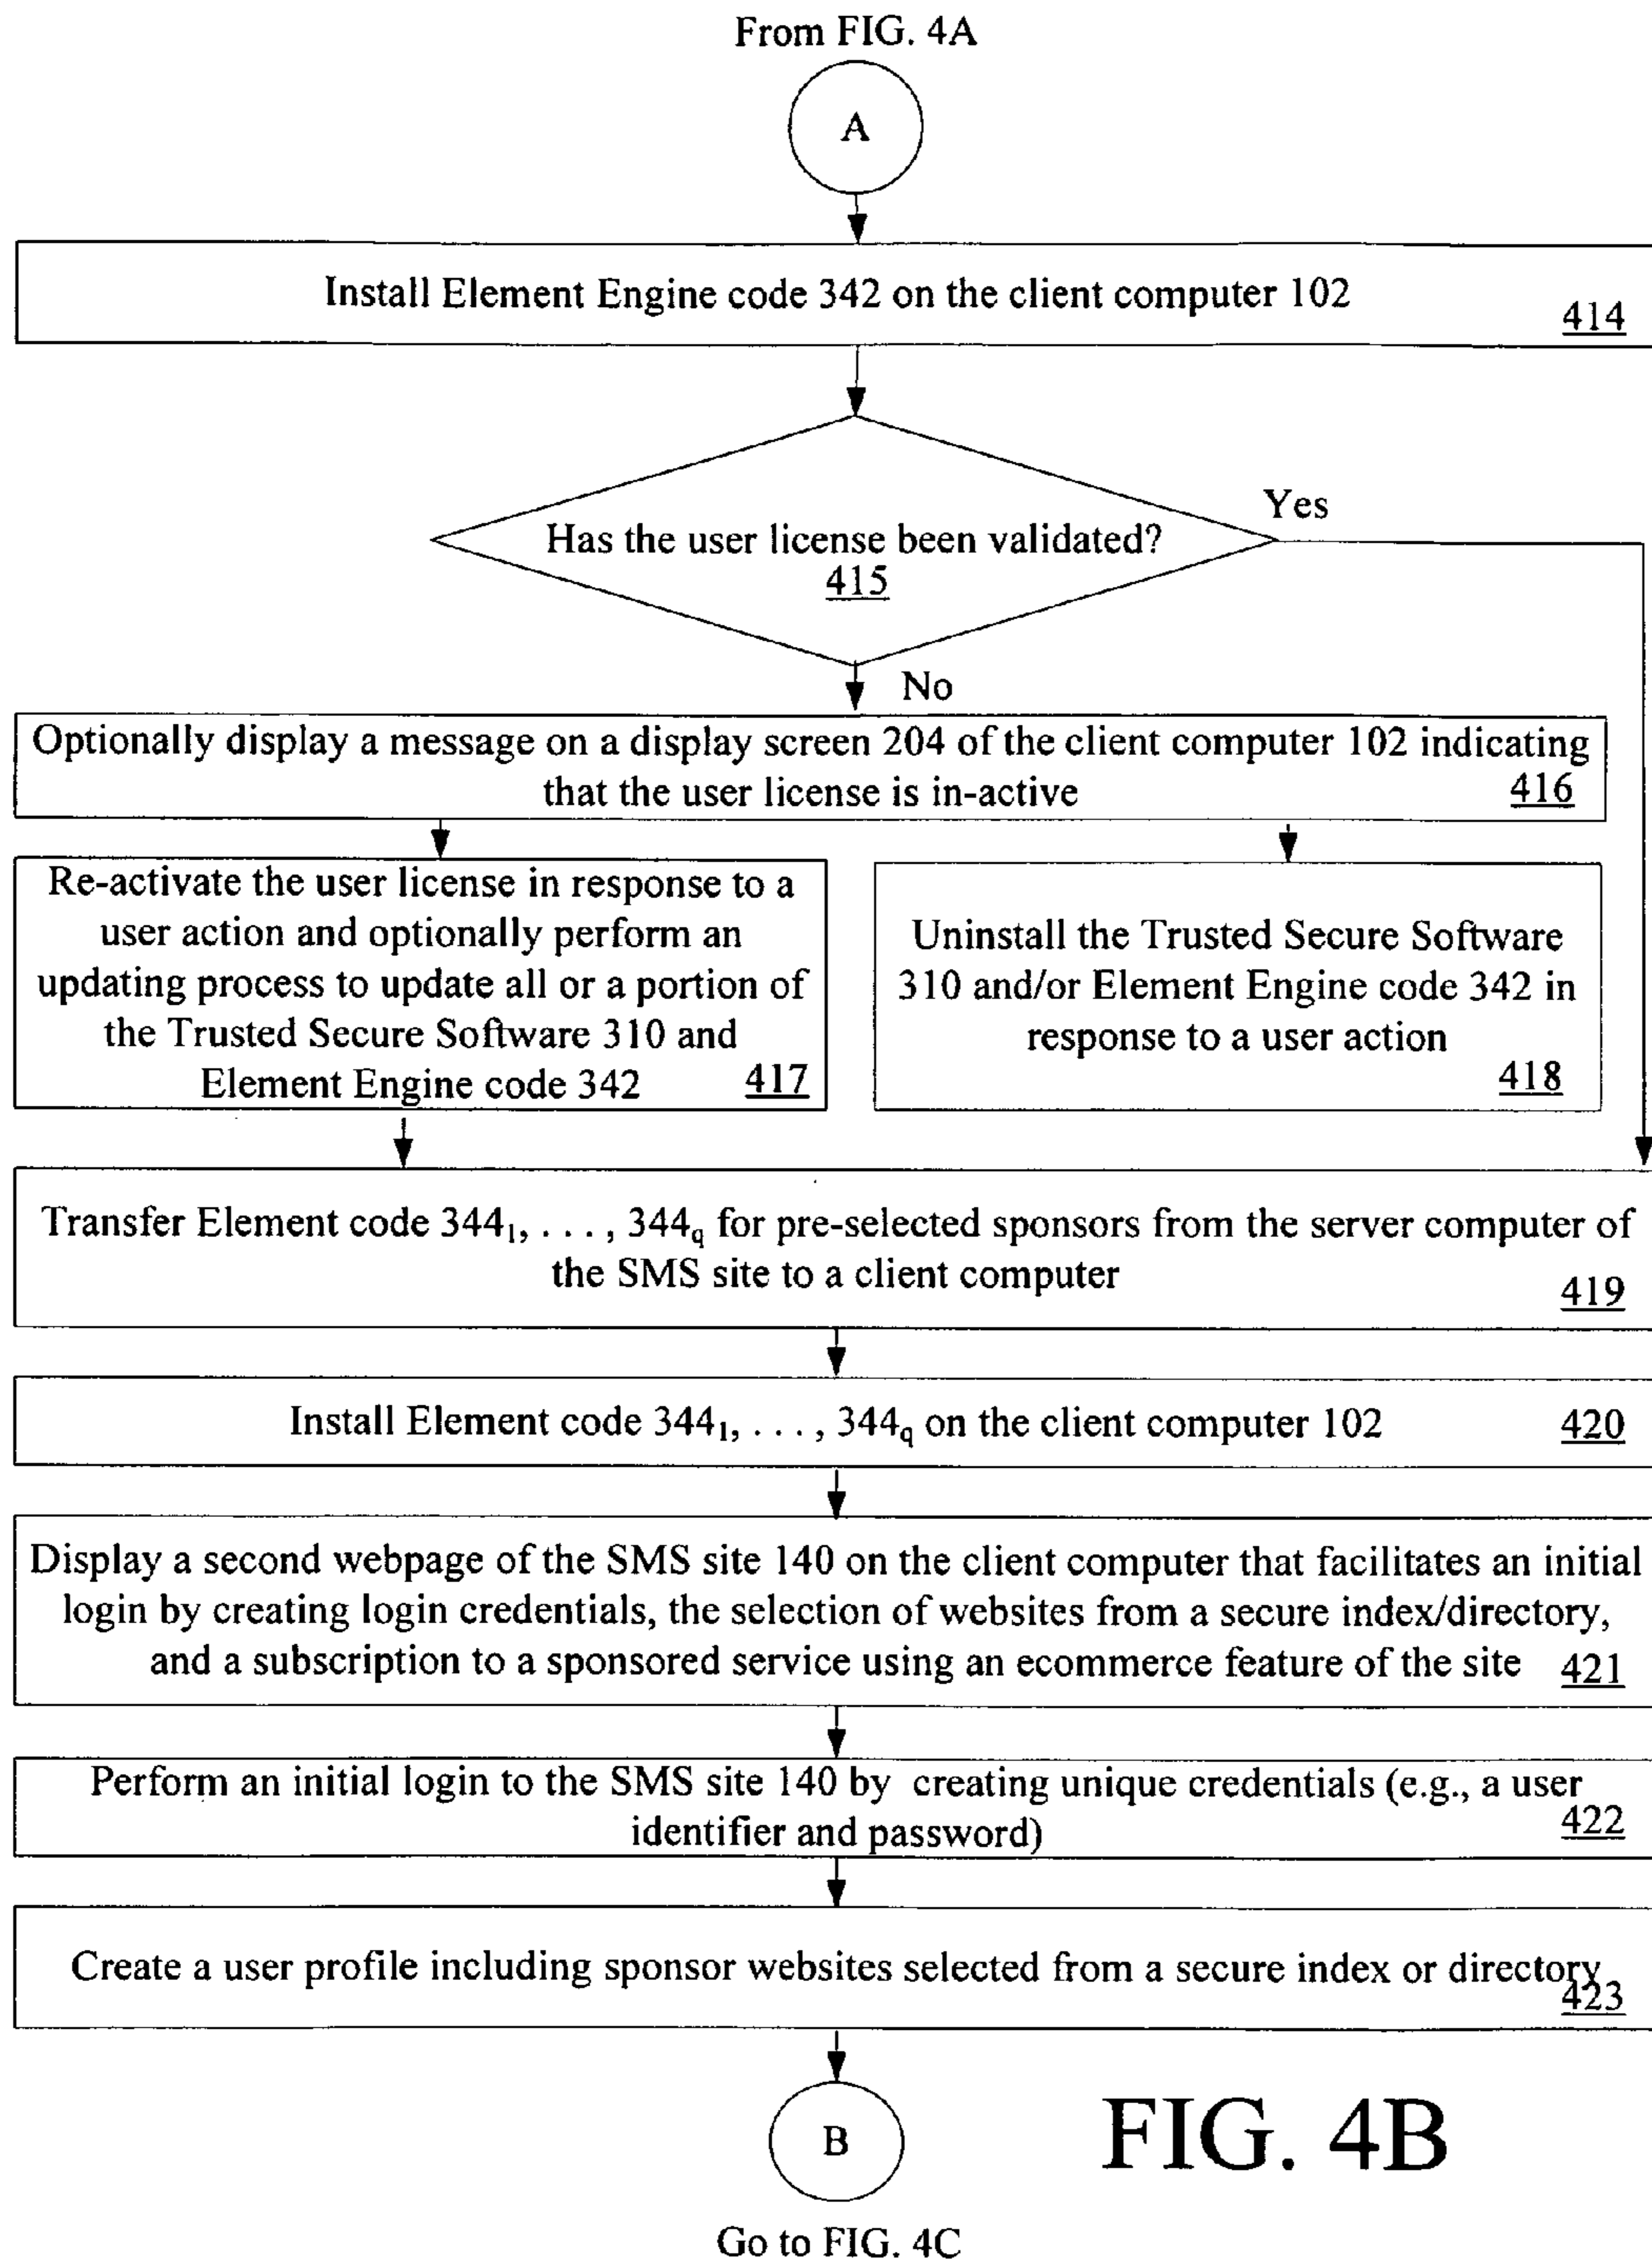 From FIG. 4A
A
Install Element Engine code 342 on the client computer 102
414
Yes
Has the user license been validated?
415
No
Optionally display a message on a display screen 204 of the client computer 102 indicating
that the user license is in-active
416
Re-activate the user license in response to a
user action and optionally perform an
updating process to update all or a portion of
the Trusted Secure Software 310 and
Element Engine code 342
417
Uninstall the Trusted Secure Software
310 and/or Element Engine code 342 in
response to a user action
418
Transfer Element code 344₁, . . . , 344q for pre-selected sponsors from the server computer of
the SMS site to a client computer
419
Install Element code 344₁, . . . , 344q on the client computer 102
420
Display a second webpage of the SMS site 140 on the client computer that facilitates an initial
login by creating login credentials, the selection of websites from a secure index/directory,
and a subscription to a sponsored service using an ecommerce feature of the site
421
Perform an initial login to the SMS site 140 by creating unique credentials (e.g., a user
identifier and password)
422
Create a user profile including sponsor websites selected from a secure index or directory
423
B
FIG. 4B
Go to FIG. 4C